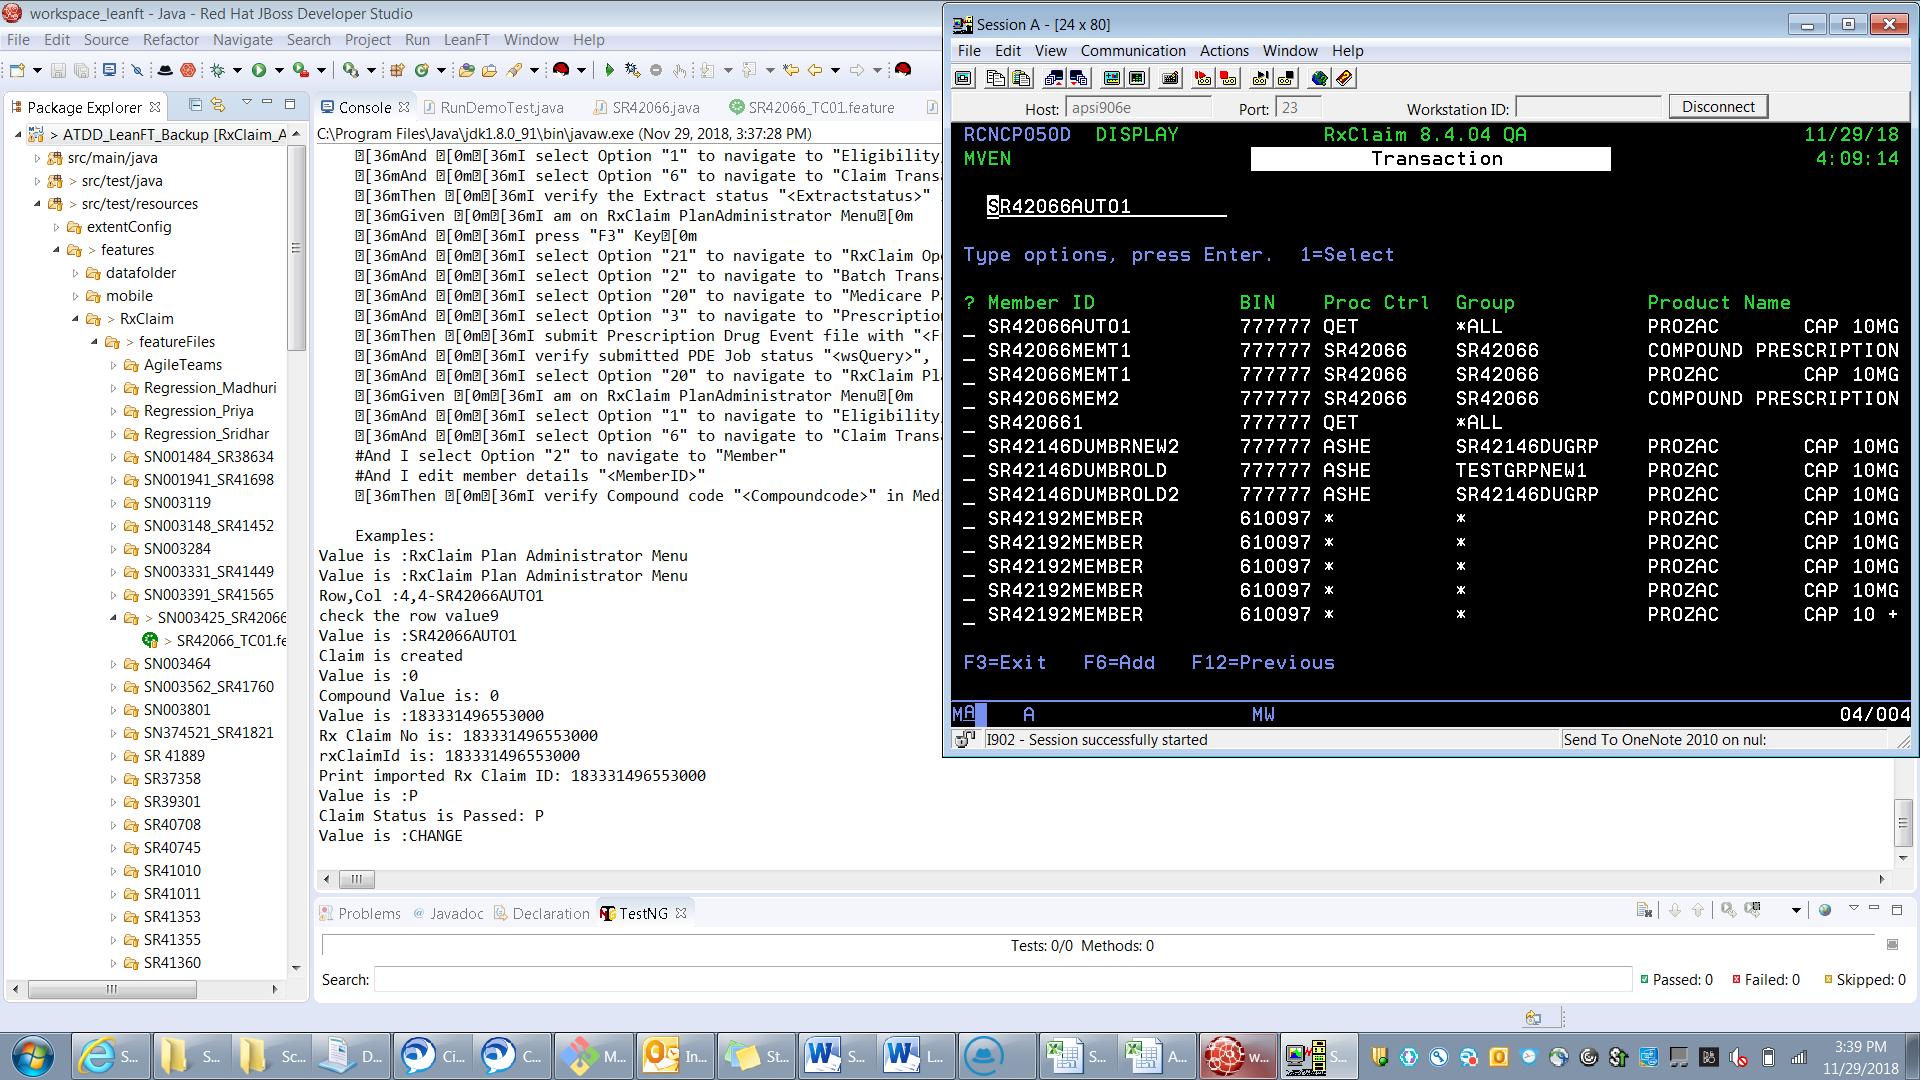 workspace_leanft - Java - Red Hat JBoss Developer Studio
File Edit Source Refactor Navigate Search Project Run LeanFT Window Help
Package Explorer
> ATDD_LeanFT_Backup [RxClaim_A
src/main/java
> src/test/java
> src/test/resources
extentConfig
> features
datafolder
mobile
> RxClaim
> featureFiles
AgileTeams
Regression_Madhuri
Regression_Priya
Regression_Sridhar
SN001484_SR38634
SN001941_SR41698
SN003119
SN003148_SR41452
SN003284
SN003331_SR41449
SN003391_SR41565
> SN003425_SR42066
> SR42066_TC01.fe
SN003464
SN003562_SR41760
SN003801
SN374521_SR41821
SR 41889
SR37358
SR39301
SR40708
SR40745
SR41010
SR41011
SR41353
SR41355
SR41360
Console RunDemoTest.java SR42066.java SR42066_TC01.feature
C:\Program Files\Java\jdk1.8.0_91\bin\javaw.exe (Nov 29, 2018, 3:37:28 PM)
[36mAnd [0m[36mI select Option "1" to navigate to "Eligibility,
[36mAnd [0m[36mI select Option "6" to navigate to "Claim Transa
[36mThen [0m[36mI verify the Extract status "<Extractstatus>"
[36mGiven [0m[36mI am on RxClaim PlanAdministrator Menu[0m
[36mAnd [0m[36mI press "F3" Key[0m
[36mAnd [0m[36mI select Option "21" to navigate to "RxClaim Ope
[36mAnd [0m[36mI select Option "2" to navigate to "Batch Transa
[36mAnd [0m[36mI select Option "20" to navigate to "Medicare Pa
[36mAnd [0m[36mI select Option "3" to navigate to "Prescription
[36mThen [0m[36mI submit Prescription Drug Event file with "<Fr
[36mAnd [0m[36mI verify submitted PDE Job status "<wsQuery>",
[36mAnd [0m[36mI select Option "20" to navigate to "RxClaim Pla
[36mGiven [0m[36mI am on RxClaim PlanAdministrator Menu[0m
[36mAnd [0m[36mI select Option "1" to navigate to "Eligibility,
[36mAnd [0m[36mI select Option "6" to navigate to "Claim Transa
#And I select Option "2" to navigate to "Member"
#And I edit member details "<MemberID>"
[36mThen [0m[36mI verify Compound code "<Compoundcode>" in Med
Examples:
Value is :RxClaim Plan Administrator Menu
Value is :RxClaim Plan Administrator Menu
Row,Col :4,4-SR42066AUTO1
check the row value9
Value is :SR42066AUTO1
Claim is created
Value is :0
Compound Value is: 0
Value is :183331496553000
Rx Claim No is: 183331496553000
rxClaimId is: 183331496553000
Print imported Rx Claim ID: 183331496553000
Value is :P
Claim Status is Passed: P
Value is :CHANGE
Problems @ Javadoc Declaration TestNG
Tests: 0/0 Methods: 0
Search: Passed: 0 Failed: 0 Skipped: 0
Session A - [24 x 80]
File Edit View Communication Actions Window Help
Host: apsi906e Port: 23 Workstation ID: Disconnect
RCNCP050D DISPLAY RxClaim 8.4.04 QA 11/29/18
MVEN Transaction 4:09:14
SR42066AUTO1
Type options, press Enter. 1=Select
? Member ID BIN Proc Ctrl Group Product Name
_ SR42066AUTO1 777777 QET *ALL PROZAC CAP 10MG
_ SR42066MEMT1 777777 SR42066 SR42066 COMPOUND PRESCRIPTION
_ SR42066MEMT1 777777 SR42066 SR42066 PROZAC CAP 10MG
_ SR42066MEM2 777777 SR42066 SR42066 COMPOUND PRESCRIPTION
_ SR420661 777777 QET *ALL
_ SR42146DUMBRNEW2 777777 ASHE SR42146DUGRP PROZAC CAP 10MG
_ SR42146DUMBROLD 777777 ASHE TESTGRPNEW1 PROZAC CAP 10MG
_ SR42146DUMBROLD2 777777 ASHE SR42146DUGRP PROZAC CAP 10MG
_ SR42192MEMBER 610097 * * PROZAC CAP 10MG
_ SR42192MEMBER 610097 * * PROZAC CAP 10MG
_ SR42192MEMBER 610097 * * PROZAC CAP 10MG
_ SR42192MEMBER 610097 * * PROZAC CAP 10MG
_ SR42192MEMBER 610097 * * PROZAC CAP 10 +
F3=Exit F6=Add F12=Previous
MA A MW 04/004
I902 - Session successfully started Send To OneNote 2010 on nul:
S... S... Sc... D... Ci... C... M... In... St... S... L... S... A... w... S...
3:39 PM
11/29/2018